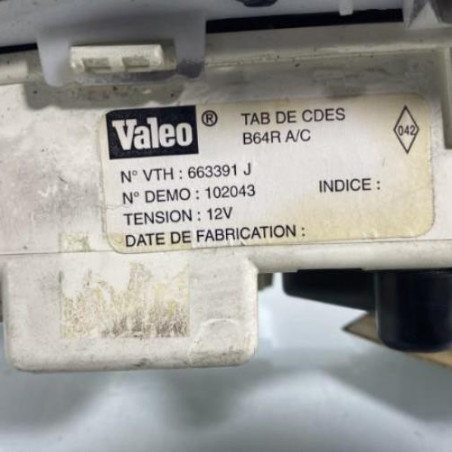 Valeo ® TAB DE CDES
B64R A/C
042
N° VTH : 663391 J
N° DEMO : 102043 INDICE :
TENSION : 12V
DATE DE FABRICATION :